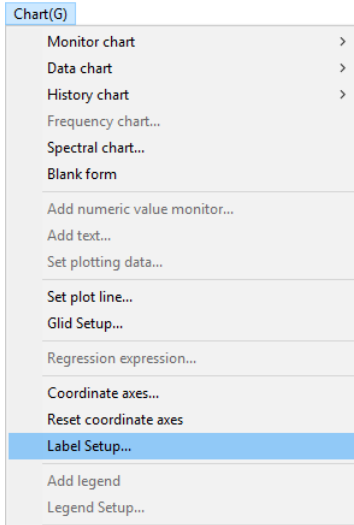 Chart(G)
Monitor chart
Data chart
History chart
Frequency chart...
Spectral chart...
Blank form
Add numeric value monitor...
Add text...
Set plotting data...
Set plot line...
Glid Setup...
Regression expression...
Coordinate axes...
Reset coordinate axes
Label Setup...
Add legend
Legend Setup...